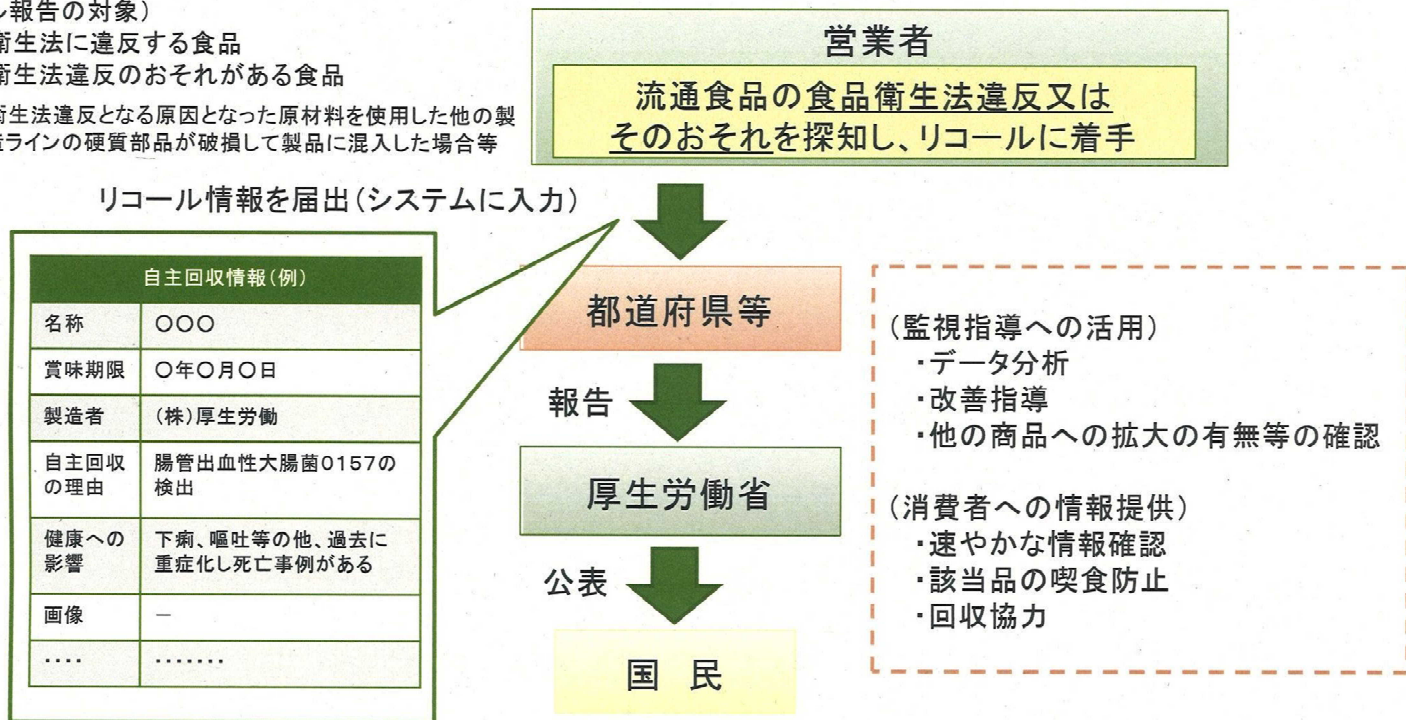 報告の対象）
衛生法に違反する食品
衛生法違反のおそれがある食品
衛生法違反となる原因となった原材料を使用した他の製
ラインの硬質部品が破損して製品に混入した場合等
営業者
流通食品の食品衛生法違反又は
そのおそれを探知し、リコールに着手
リコール情報を届出（システムに入力）
自主回収情報（例）
名称 〇〇〇
賞味期限 〇年〇月〇日
製造者 （株）厚生労働
自主回収 腸管出血性大腸菌O157の
の理由 検出
健康への 下痢、嘔吐等の他、過去に
影響 重症化し死亡事例がある
画像 －
‥‥ ‥‥‥・
都道府県等
報告
厚生労働省
公表
国 民
（監視指導への活用）
・データ分析
・改善指導
・他の商品への拡大の有無等の確認
（消費者への情報提供）
・速やかな情報確認
・該当品の喫食防止
・回収協力